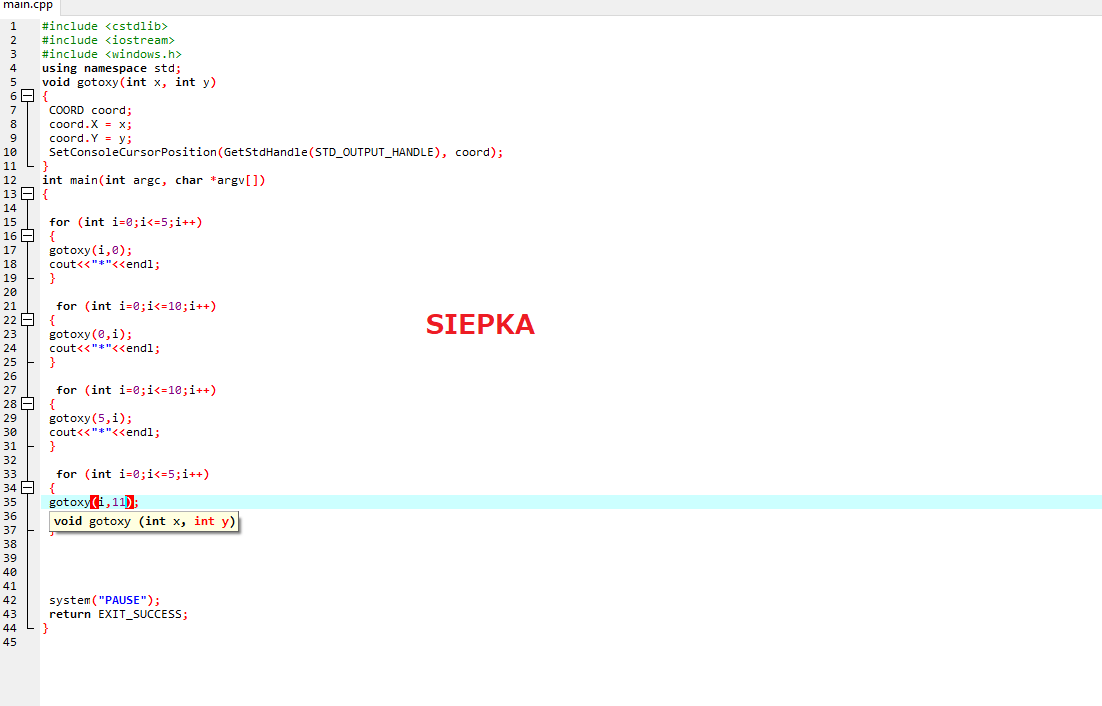 main.cpp
1 #include <cstdlib>
2 #include <iostream>
3 #include <windows.h>
4 using namespace std;
5 void gotoxy(int x, int y)
6 {
7 COORD coord;
8 coord.X = x;
9 coord.Y = y;
10 SetConsoleCursorPosition(GetStdHandle(STD_OUTPUT_HANDLE), coord);
11 }
12 int main(int argc, char *argv[])
13 {
14
15 for (int i=0;i<=5;i++)
16 {
17 gotoxy(i,0);
18 cout<<"*"<<endl;
19 }
20
21 for (int i=0;i<=10;i++)
22 {
23 gotoxy(0,i);
24 cout<<"*"<<endl;
25 }
26
27 for (int i=0;i<=10;i++)
28 {
29 gotoxy(5,i);
30 cout<<"*"<<endl;
31 }
32
33 for (int i=0;i<=5;i++)
34 {
35 gotoxy(i,11);
36 void gotoxy (int x, int y)
37 }
38
39
40
41
42 system("PAUSE");
43 return EXIT_SUCCESS;
44 }
45
SIEPKA